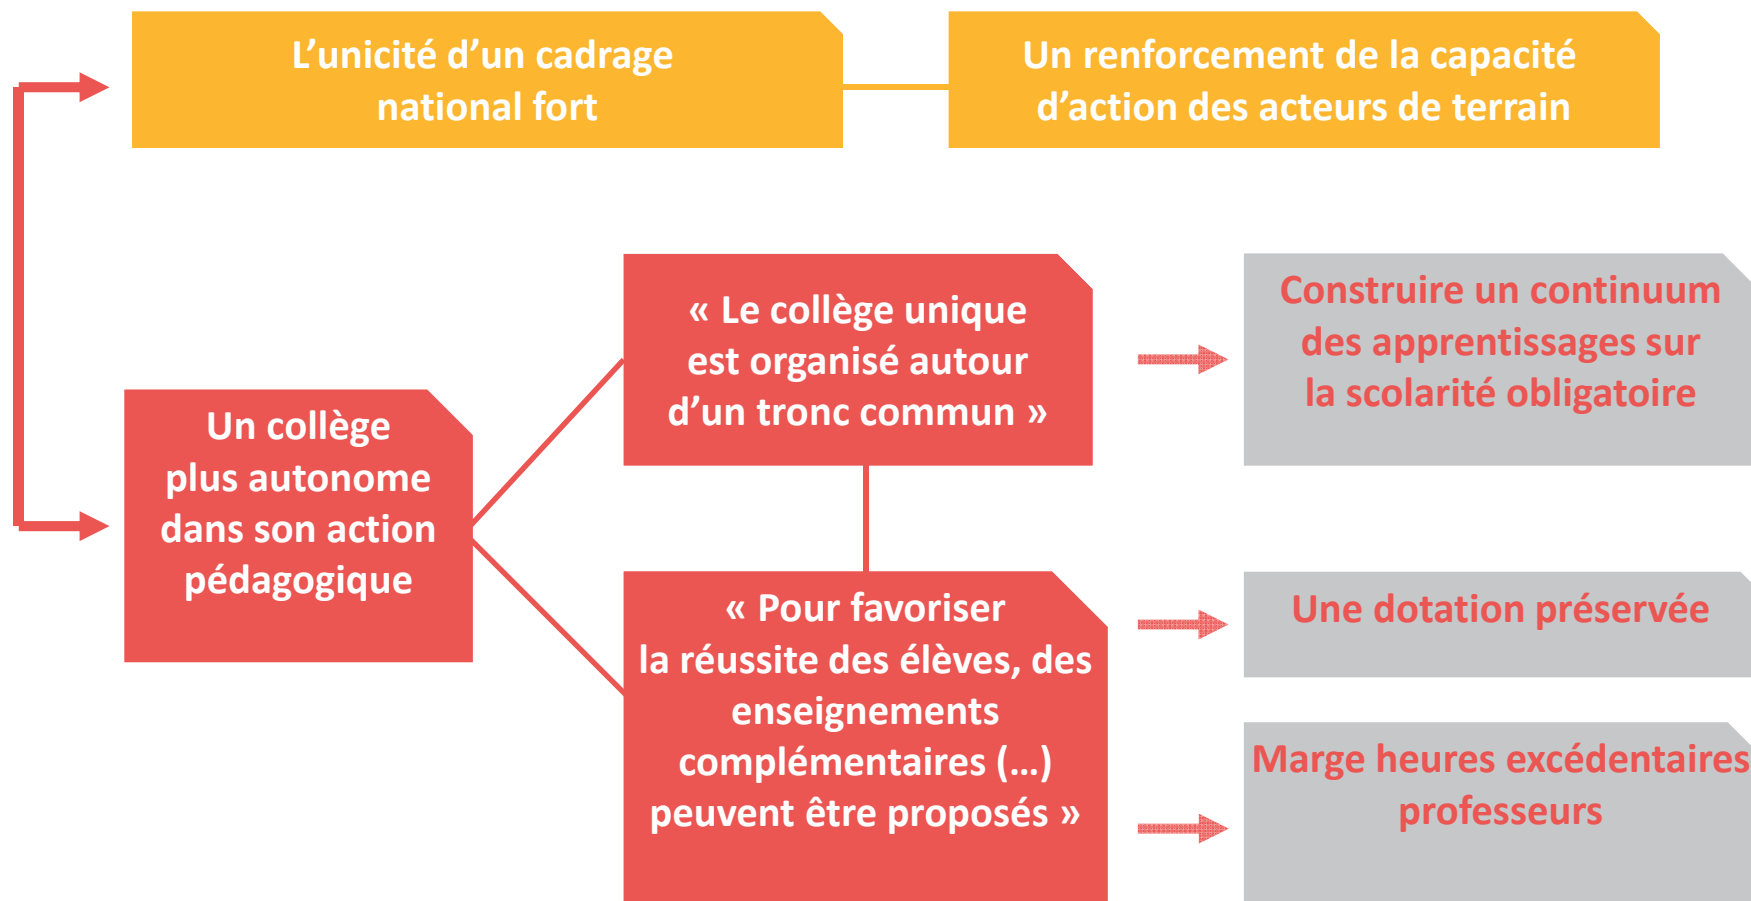 L’unicité d’un cadrage
national fort
Un renforcement de la capacité
d’action des acteurs de terrain
Un collège
plus autonome
dans son action
pédagogique
« Le collège unique
est organisé autour
d’un tronc commun »
Construire un continuum
des apprentissages sur
la scolarité obligatoire
« Pour favoriser
la réussite des élèves, des
enseignements
complémentaires (…)
peuvent être proposés »
Une dotation préservée
Marge heures excédentaires
professeurs